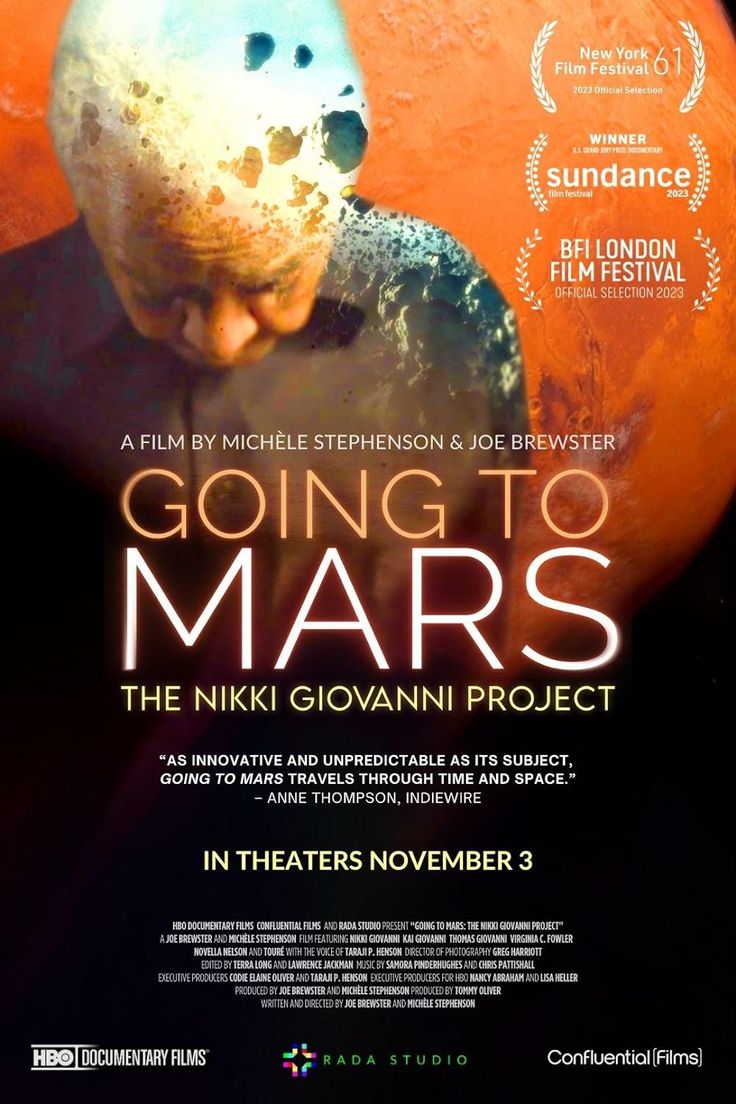 New York
Film Festival 61
2023 Official Selection
WINNER
U.S. GRAND JURY PRIZE: DOCUMENTARY
sundance
film festival 2023
BFI LONDON
FILM FESTIVAL
OFFICIAL SELECTION 2023
A FILM BY MICHÈLE STEPHENSON & JOE BREWSTER
GOING TO
MARS
THE NIKKI GIOVANNI PROJECT
“AS INNOVATIVE AND UNPREDICTABLE AS ITS SUBJECT,
GOING TO MARS TRAVELS THROUGH TIME AND SPACE.”
– ANNE THOMPSON, INDIEWIRE
IN THEATERS NOVEMBER 3
HBO DOCUMENTARY FILMS CONFLUENTIAL FILMS AND RADA STUDIO PRESENT “GOING TO MARS: THE NIKKI GIOVANNI PROJECT”
A JOE BREWSTER AND MICHÈLE STEPHENSON FILM FEATURING NIKKI GIOVANNI KAI GIOVANNI THOMAS GIOVANNI VIRGINIA C. FOWLER
NOVELLA NELSON AND TOURÉ WITH THE VOICE OF TARAJI P. HENSON DIRECTOR OF PHOTOGRAPHY GREG HARRIOTT
EDITED BY TERRA LONG AND LAWRENCE JACKMAN MUSIC BY SAMORA PINDERHUGHES AND CHRIS PATTISHALL
EXECUTIVE PRODUCERS CODIE ELAINE OLIVER AND TARAJI P. HENSON EXECUTIVE PRODUCERS FOR HBO NANCY ABRAHAM AND LISA HELLER
PRODUCED BY JOE BREWSTER AND MICHÈLE STEPHENSON PRODUCED BY TOMMY OLIVER
WRITTEN AND DIRECTED BY JOE BREWSTER AND MICHÈLE STEPHENSON
HBO DOCUMENTARY FILMS
RADA STUDIO
Confluential (Films)